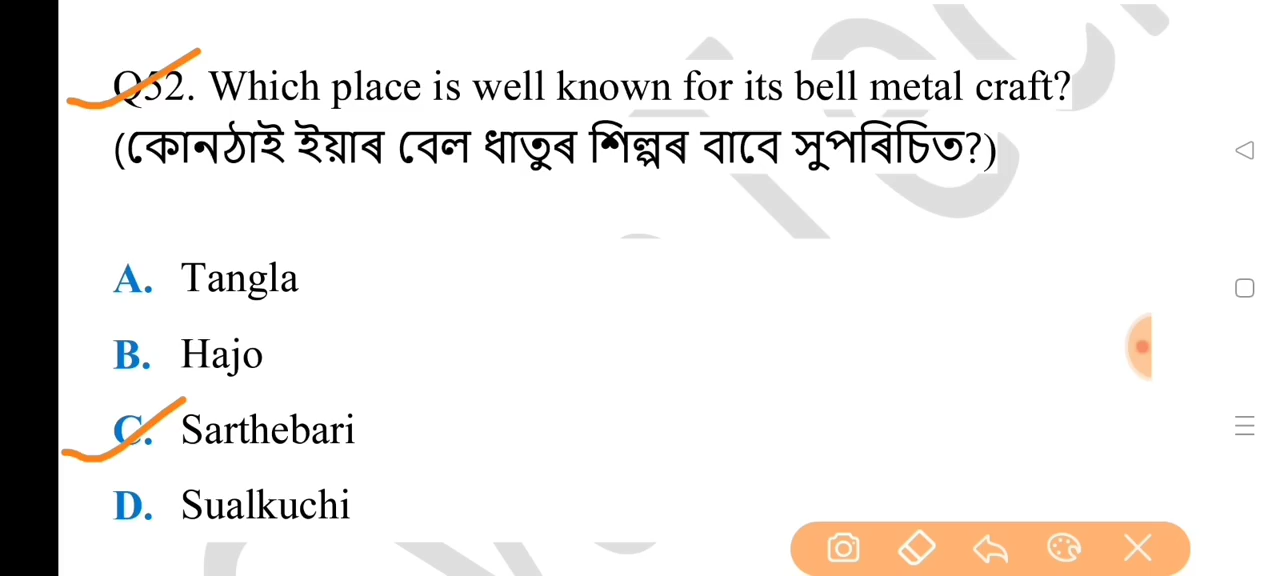 Q52. Which place is well known for its bell metal craft?
(কোনঠাই ইয়াৰ বেল ধাতুৰ শিল্পৰ বাবে সুপৰিচিত?)
A. Tangla
B. Hajo
C. Sarthebari
D. Sualkuchi